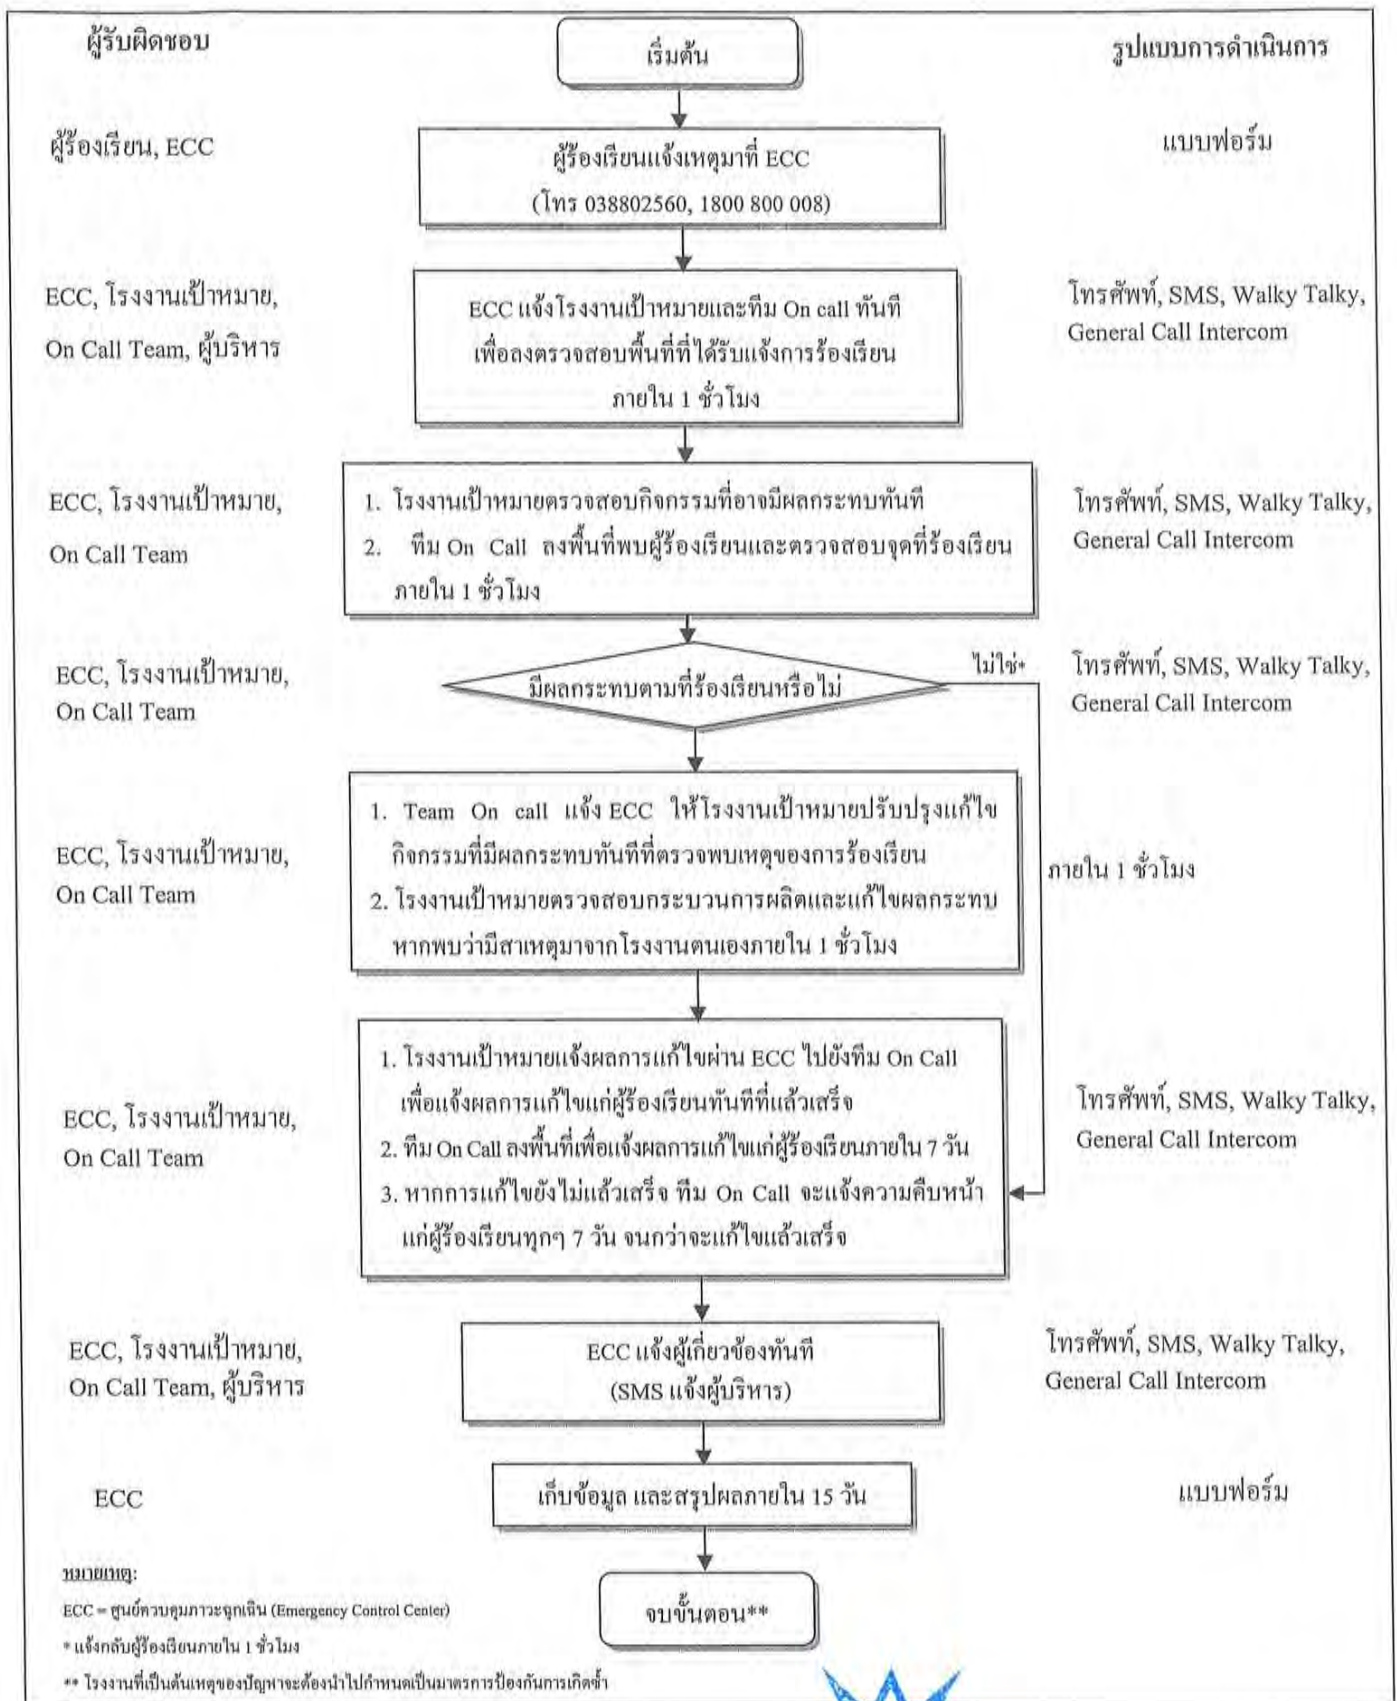 ผู้รับผิดชอบ
เริ่มต้น
รูปแบบการดำเนินการ
ผู้ร้องเรียน, ECC
ผู้ร้องเรียนแจ้งเหตุมาที่ ECC
(โทร 038802560, 1800 800 008)
แบบฟอร์ม
ECC, โรงงานเป้าหมาย,
On Call Team, ผู้บริหาร
ECC แจ้งโรงงานเป้าหมายและทีม On call ทันที
เพื่อลงตรวจสอบพื้นที่ที่ได้รับแจ้งการร้องเรียน
ภายใน 1 ชั่วโมง
โทรศัพท์, SMS, Walky Talky,
General Call Intercom
ECC, โรงงานเป้าหมาย,
On Call Team
1. โรงงานเป้าหมายตรวจสอบกิจกรรมที่อาจมีผลกระทบทันที
2. ทีม On Call ลงพื้นที่พบผู้ร้องเรียนและตรวจสอบจุดที่ร้องเรียน
ภายใน 1 ชั่วโมง
โทรศัพท์, SMS, Walky Talky,
General Call Intercom
ECC, โรงงานเป้าหมาย,
On Call Team
มีผลกระทบตามที่ร้องเรียนหรือไม่
ไม่ใช่*
โทรศัพท์, SMS, Walky Talky,
General Call Intercom
ECC, โรงงานเป้าหมาย,
On Call Team
1. Team On call แจ้ง ECC ให้โรงงานเป้าหมายปรับปรุงแก้ไข
กิจกรรมที่มีผลกระทบทันทีที่ตรวจพบเหตุของการร้องเรียน
2. โรงงานเป้าหมายตรวจสอบกระบวนการผลิตและแก้ไขผลกระทบ
หากพบว่ามีสาเหตุมาจากโรงงานตนเองภายใน 1 ชั่วโมง
ภายใน 1 ชั่วโมง
ECC, โรงงานเป้าหมาย,
On Call Team
1. โรงงานเป้าหมายแจ้งผลการแก้ไขผ่าน ECC ไปยังทีม On Call
เพื่อแจ้งผลการแก้ไขแก่ผู้ร้องเรียนทันทีที่แล้วเสร็จ
2. ทีม On Call ลงพื้นที่เพื่อแจ้งผลการแก้ไขแก่ผู้ร้องเรียนภายใน 7 วัน
3. หากการแก้ไขยังไม่แล้วเสร็จ ทีม On Call จะแจ้งความคืบหน้า
แก่ผู้ร้องเรียนทุกๆ 7 วัน จนกว่าจะแก้ไขแล้วเสร็จ
โทรศัพท์, SMS, Walky Talky,
General Call Intercom
ECC, โรงงานเป้าหมาย,
On Call Team, ผู้บริหาร
ECC แจ้งผู้เกี่ยวข้องทันที
(SMS แจ้งผู้บริหาร)
โทรศัพท์, SMS, Walky Talky,
General Call Intercom
ECC
เก็บข้อมูล และสรุปผลภายใน 15 วัน
แบบฟอร์ม
หมายเหตุ:
ECC = ศูนย์ควบคุมภาวะฉุกเฉิน (Emergency Control Center)
จบขั้นตอน**
* แจ้งกลับผู้ร้องเรียนภายใน 1 ชั่วโมง
** โรงงานที่เป็นต้นเหตุของปัญหาจะต้องนำไปกำหนดเป็นมาตรการป้องกันการเกิดซ้ำ